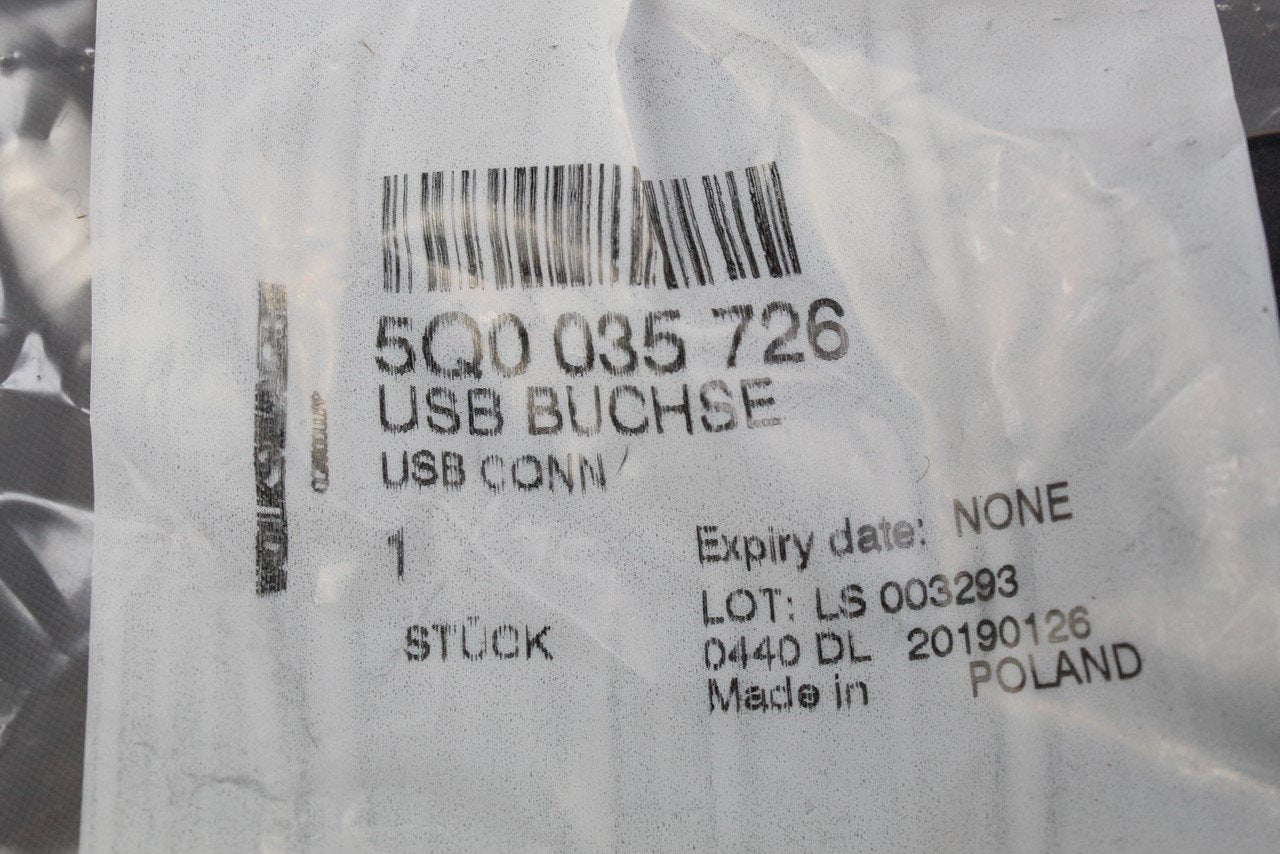 5Q0 035 726
USB BUCHSE
USB CONN
1
STÜCK
Expiry date: NONE
LOT: LS 003293
0440 DL 20190126
Made in POLAND